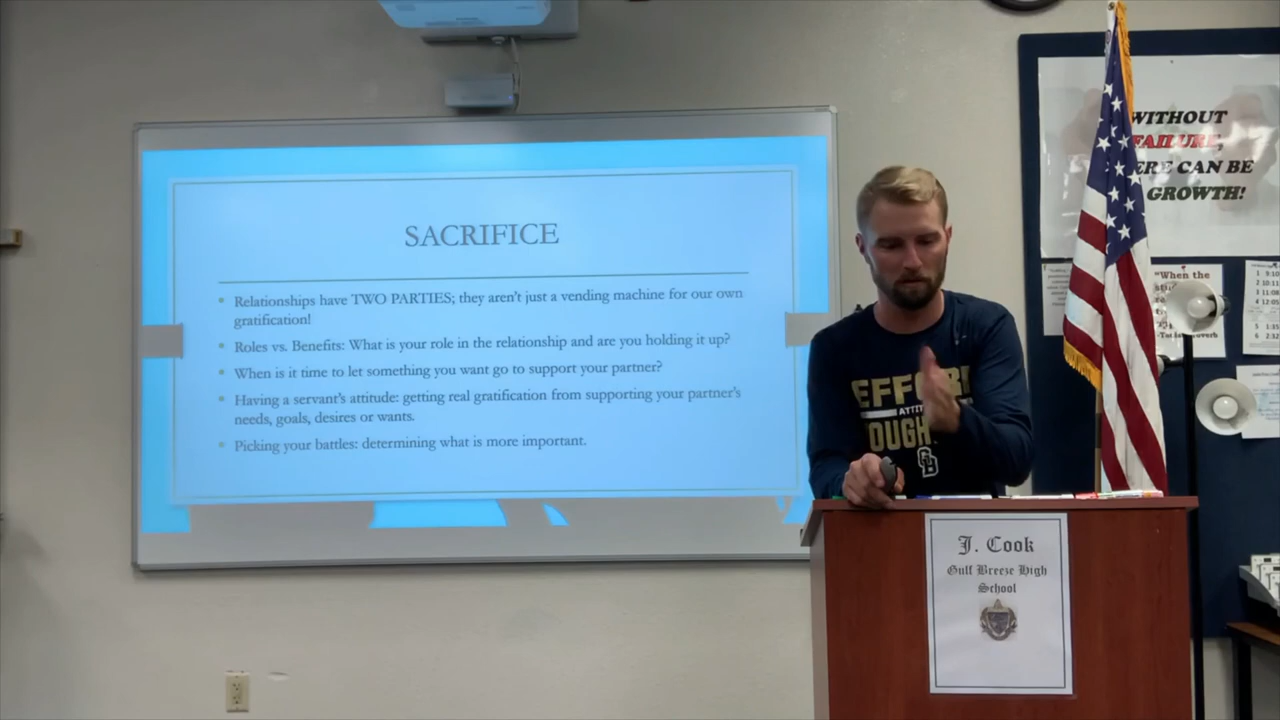 SACRIFICE
Relationships have TWO PARTIES; they aren't just a vending machine for our own
gratification!
Roles vs. Benefits: What is your role in the relationship and are you holding it up?
When is it time to let something you want go to support your partner?
Having a servant's attitude: getting real gratification from supporting your partner's
needs, goals, desires or wants.
Picking your battles: determining what is more important.
J. Cook
Gulf Breeze High
School
WITHOUT
FAILURE,
CAN BE
GROWTH!
"When the